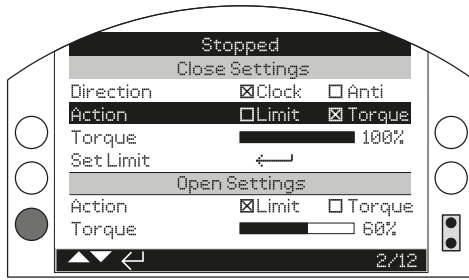 Stopped
Close Settings
Direction ☒Clock ☐Anti
Action ☐Limit ☒Torque
Torque 100%
Set Limit
Open Settings
Action ☒Limit ☐Torque
Torque 60%
2/12